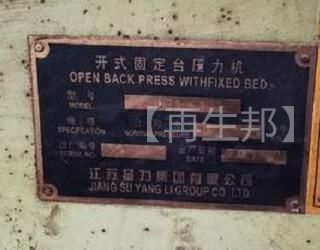 开式固定台压力机
OPEN BACK PRESS WITHFIXED BED
型号
MODEL
规格
SPECIFICATION
NOMINAL PRESSURE
出厂编号
SERIAL NO
出厂日期
DATE
【再生邦】
江苏扬力集团有限公司
JIANG SU YANG LI GROUP CO. LTD.